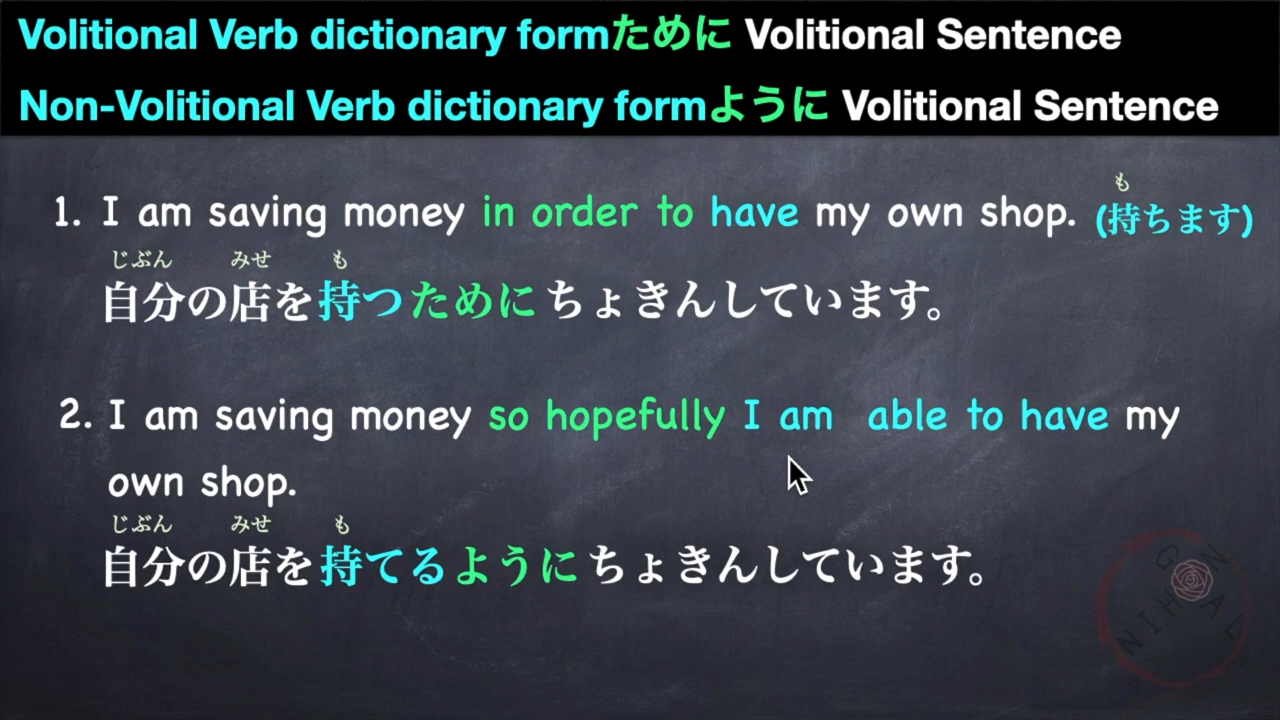 Volitional Verb dictionary formために Volitional Sentence
Non-Volitional Verb dictionary formように Volitional Sentence
も
1. I am saving money in order to have my own shop. (持ちます)
じぶん みせ も
自分の店を持つために ちょきんしています。
2. I am saving money so hopefully I am able to have my
own shop.
じぶん みせ も
自分の店を持てるように ちょきんしています。
NIHON GOAL